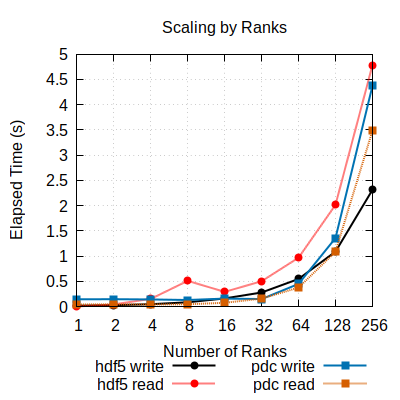 Scaling by Ranks
Elapsed Time (s)
5
4.5
4
3.5
3
2.5
2
1.5
1
0.5
0
1 2 4 8 16 32 64 128 256
Number of Ranks
hdf5 write pdc write
hdf5 read pdc read